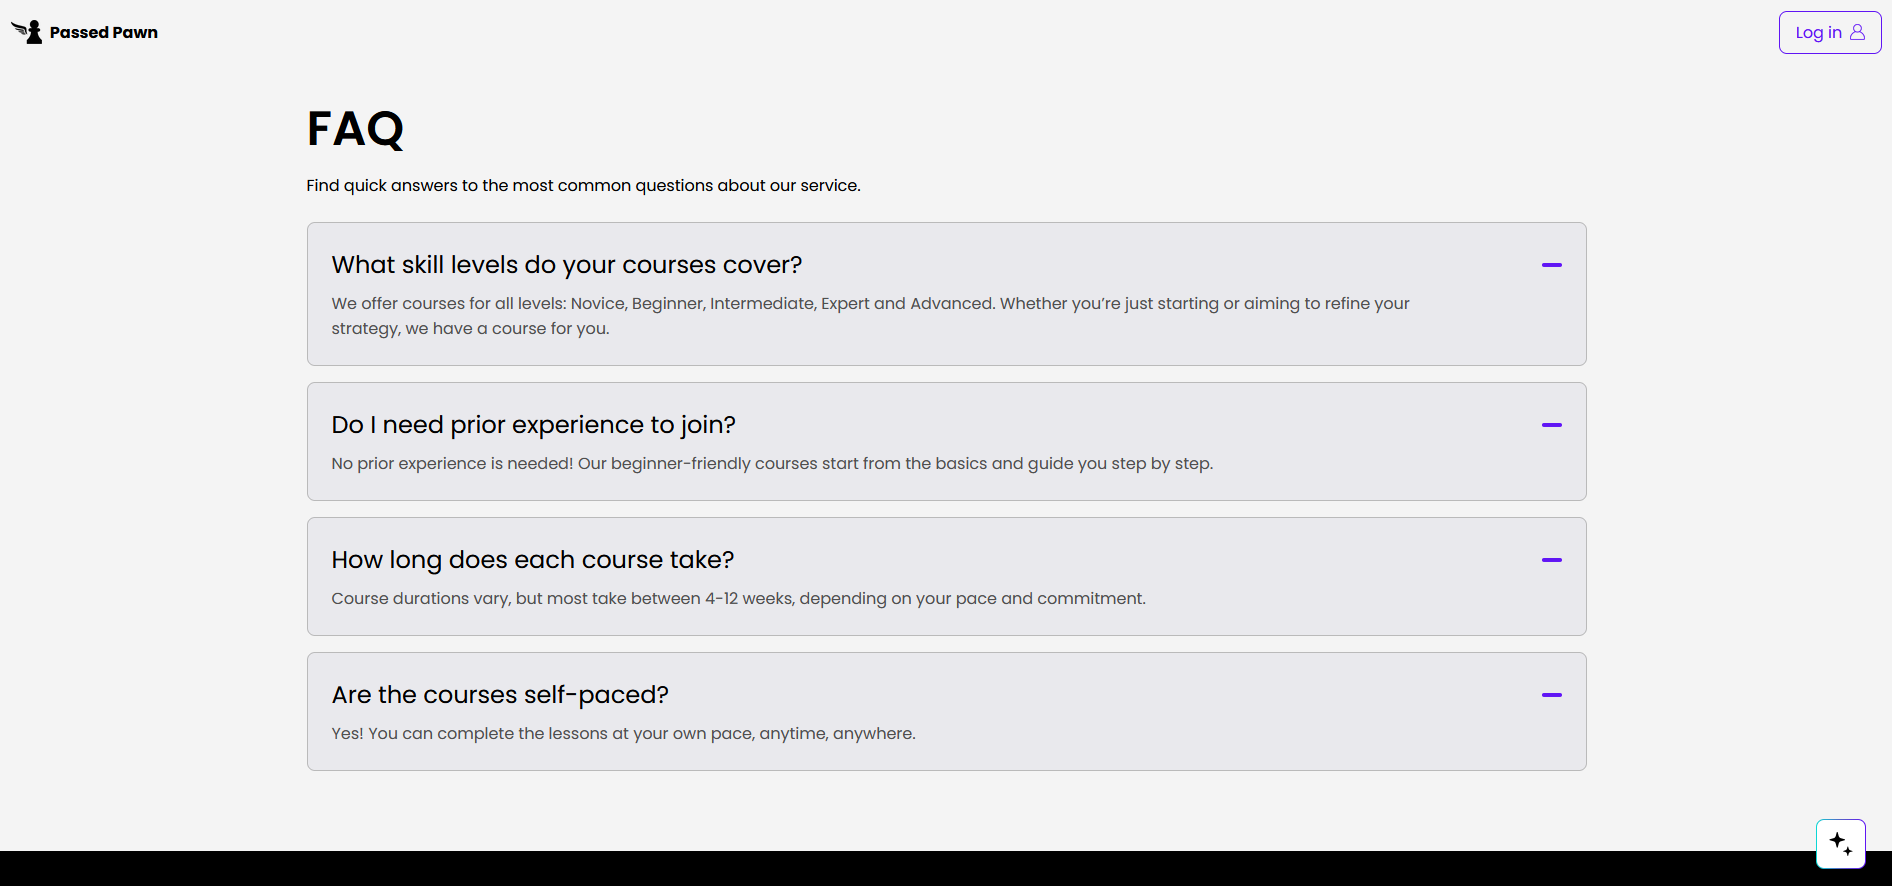 Passed Pawn
Log in
FAQ
Find quick answers to the most common questions about our service.
What skill levels do your courses cover?
We offer courses for all levels: Novice, Beginner, Intermediate, Expert and Advanced. Whether you’re just starting or aiming to refine your
strategy, we have a course for you.
Do I need prior experience to join?
No prior experience is needed! Our beginner-friendly courses start from the basics and guide you step by step.
How long does each course take?
Course durations vary, but most take between 4-12 weeks, depending on your pace and commitment.
Are the courses self-paced?
Yes! You can complete the lessons at your own pace, anytime, anywhere.